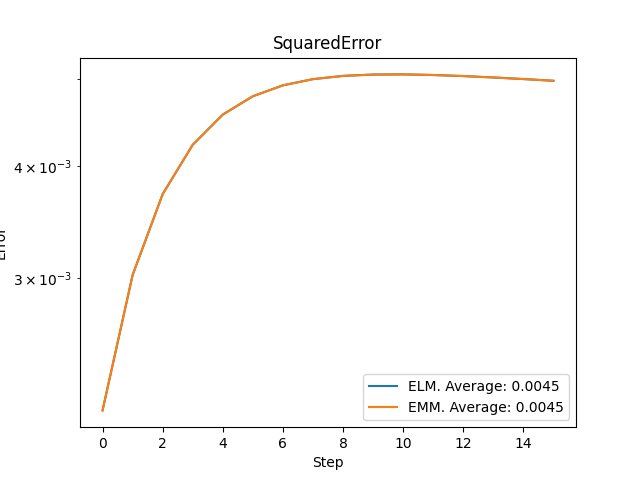 SquaredError
4 × 10⁻³
3 × 10⁻³
Error
0 2 4 6 8 10 12 14
Step
ELM. Average: 0.0045
EMM. Average: 0.0045